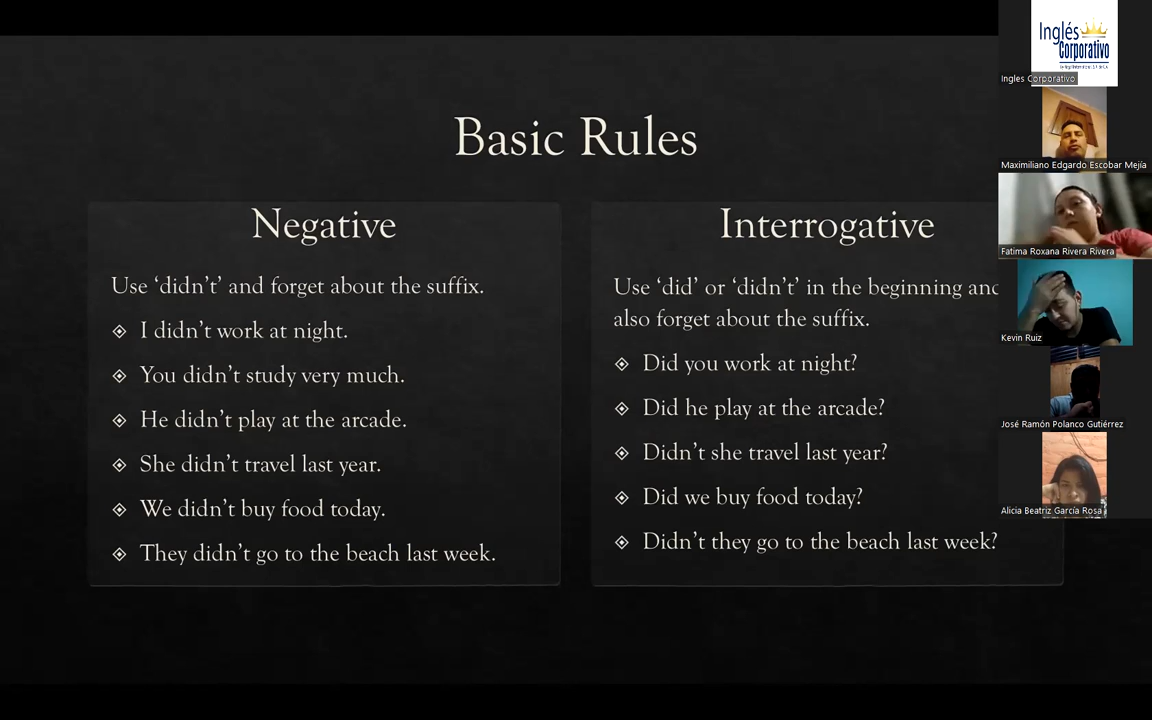 Basic Rules
Negative
Use ‘didn’t’ and forget about the suffix.
I didn’t work at night.
You didn’t study very much.
He didn’t play at the arcade.
She didn’t travel last year.
We didn’t buy food today.
They didn’t go to the beach last week.
Interrogative
Use ‘did’ or ‘didn’t’ in the beginning and
also forget about the suffix.
Did you work at night?
Did he play at the arcade?
Didn’t she travel last year?
Did we buy food today?
Didn’t they go to the beach last week?
Inglés
Corporativo
Ingles Corporativo
Maximiliano Edgardo Escobar Mejía
Fatima Roxana Rivera Rivera
Kevin Ruiz
José Ramón Polanco Gutiérrez
Alicia Beatriz García Rosa